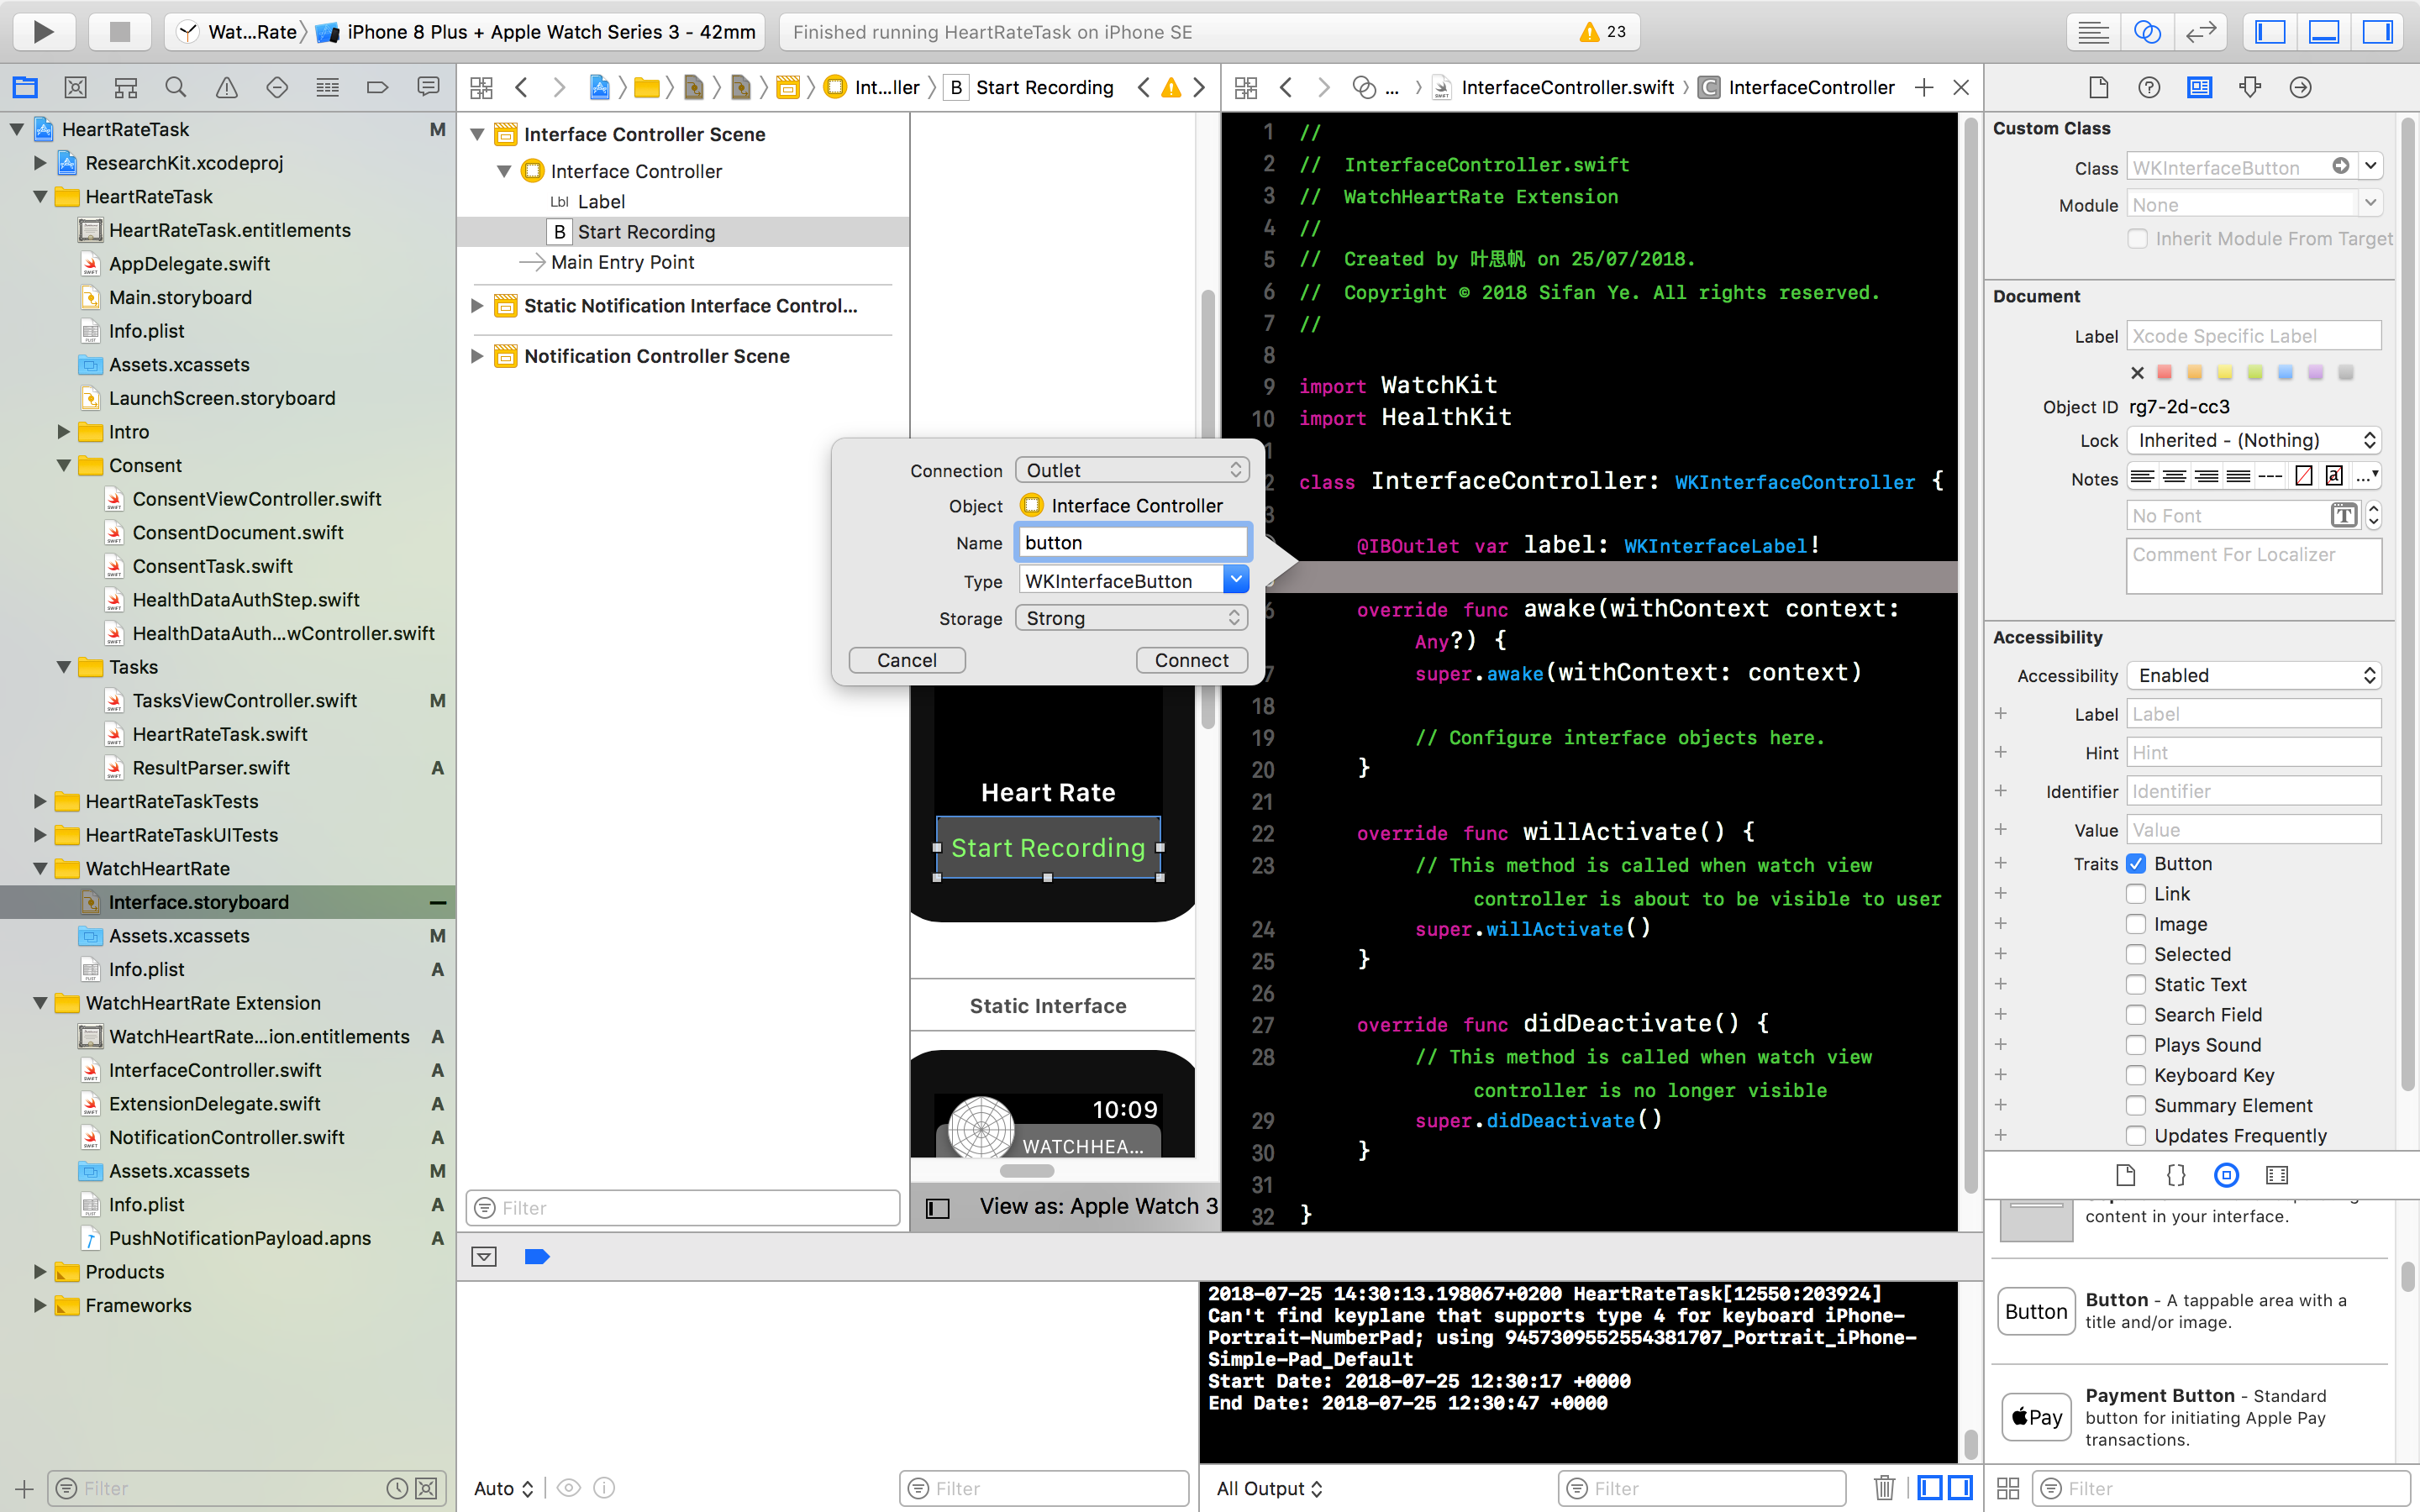 Wat...Rate
iPhone 8 Plus + Apple Watch Series 3 - 42mm
Finished running HeartRateTask on iPhone SE
23
Int...ller
B
Start Recording
...
InterfaceController.swift
C
InterfaceController
HeartRateTask M
ResearchKit.xcodeproj
HeartRateTask
HeartRateTask.entitlements
AppDelegate.swift
Main.storyboard
Info.plist
Assets.xcassets
LaunchScreen.storyboard
Intro
Consent
ConsentViewController.swift
ConsentDocument.swift
ConsentTask.swift
HealthDataAuthStep.swift
HealthDataAuth...wController.swift
Tasks
TasksViewController.swift M
HeartRateTask.swift
ResultParser.swift A
HeartRateTaskTests
HeartRateTaskUITests
WatchHeartRate
Interface.storyboard
Assets.xcassets M
Info.plist A
WatchHeartRate Extension
WatchHeartRate...ion.entitlements A
InterfaceController.swift A
ExtensionDelegate.swift A
NotificationController.swift A
Assets.xcassets M
Info.plist A
PushNotificationPayload.apns A
Products
Frameworks
Filter
Interface Controller Scene
Interface Controller
Lbl Label
B Start Recording
Main Entry Point
Static Notification Interface Control...
Notification Controller Scene
Filter
Connection Outlet
Object Interface Controller
Name button
Type WKInterfaceButton
Storage Strong
Cancel Connect
Heart Rate
Start Recording
Static Interface
10:09
WATCHHEA...
View as: Apple Watch 3
1 //
2 // InterfaceController.swift
3 // WatchHeartRate Extension
4 //
5 // Created by 叶思帆 on 25/07/2018.
6 // Copyright © 2018 Sifan Ye. All rights reserved.
7 //
8
9 import WatchKit
10 import HealthKit
class InterfaceController: WKInterfaceController {
@IBOutlet var label: WKInterfaceLabel!
override func awake(withContext context:
Any?) {
super.awake(withContext: context)
18
19 // Configure interface objects here.
20 }
21
22 override func willActivate() {
23 // This method is called when watch view
controller is about to be visible to user
24 super.willActivate()
25 }
26
27 override func didDeactivate() {
28 // This method is called when watch view
controller is no longer visible
29 super.didDeactivate()
30 }
31
32 }
Auto
Filter
2018-07-25 14:30:13.198067+0200 HeartRateTask[12550:203924]
Can't find keyplane that supports type 4 for keyboard iPhone-
Portrait-NumberPad; using 9457309552554381707_Portrait_iPhone-
Simple-Pad_Default
Start Date: 2018-07-25 12:30:17 +0000
End Date: 2018-07-25 12:30:47 +0000
All Output
Filter
Custom Class
Class WKInterfaceButton
Module None
Inherit Module From Target
Document
Label Xcode Specific Label
Object ID rg7-2d-cc3
Lock Inherited - (Nothing)
Notes
No Font T
Comment For Localizer
Accessibility
Accessibility Enabled
Label Label
Hint Hint
Identifier Identifier
Value Value
Traits Button
Link
Image
Selected
Static Text
Search Field
Plays Sound
Keyboard Key
Summary Element
Updates Frequently
content in your interface.
Button
Button - A tappable area with a
title and/or image.
Pay
Payment Button - Standard
button for initiating Apple Pay
transactions.
Filter